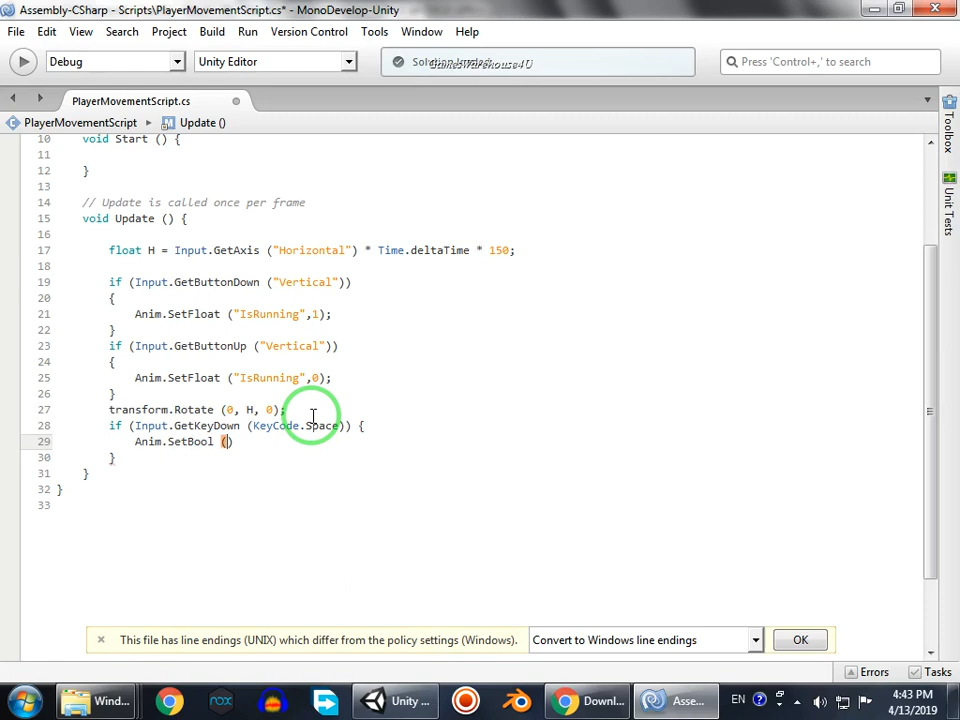 Assembly-CSharp - Scripts\PlayerMovementScript.cs* - MonoDevelop-Unity
File Edit View Search Project Build Run Version Control Tools Window Help
Debug Unity Editor Gameswarehouse4U Press 'Control+,' to search
PlayerMovementScript.cs
PlayerMovementScript Update ()
Toolbox
Unit Tests
10 void Start () {
11
12 }
13
14 // Update is called once per frame
15 void Update () {
16
17 float H = Input.GetAxis ("Horizontal") * Time.deltaTime * 150;
18
19 if (Input.GetButtonDown ("Vertical"))
20 {
21 Anim.SetFloat ("IsRunning",1);
22 }
23 if (Input.GetButtonUp ("Vertical"))
24 {
25 Anim.SetFloat ("IsRunning",0);
26 }
27 transform.Rotate (0, H, 0);
28 if (Input.GetKeyDown (KeyCode.Space)) {
29 Anim.SetBool ()
30 }
31 }
32 }
33
This file has line endings (UNIX) which differ from the policy settings (Windows). Convert to Windows line endings OK
Errors Tasks
Wind... nox Unity ... Downl... Asse... EN 4:43 PM
4/13/2019